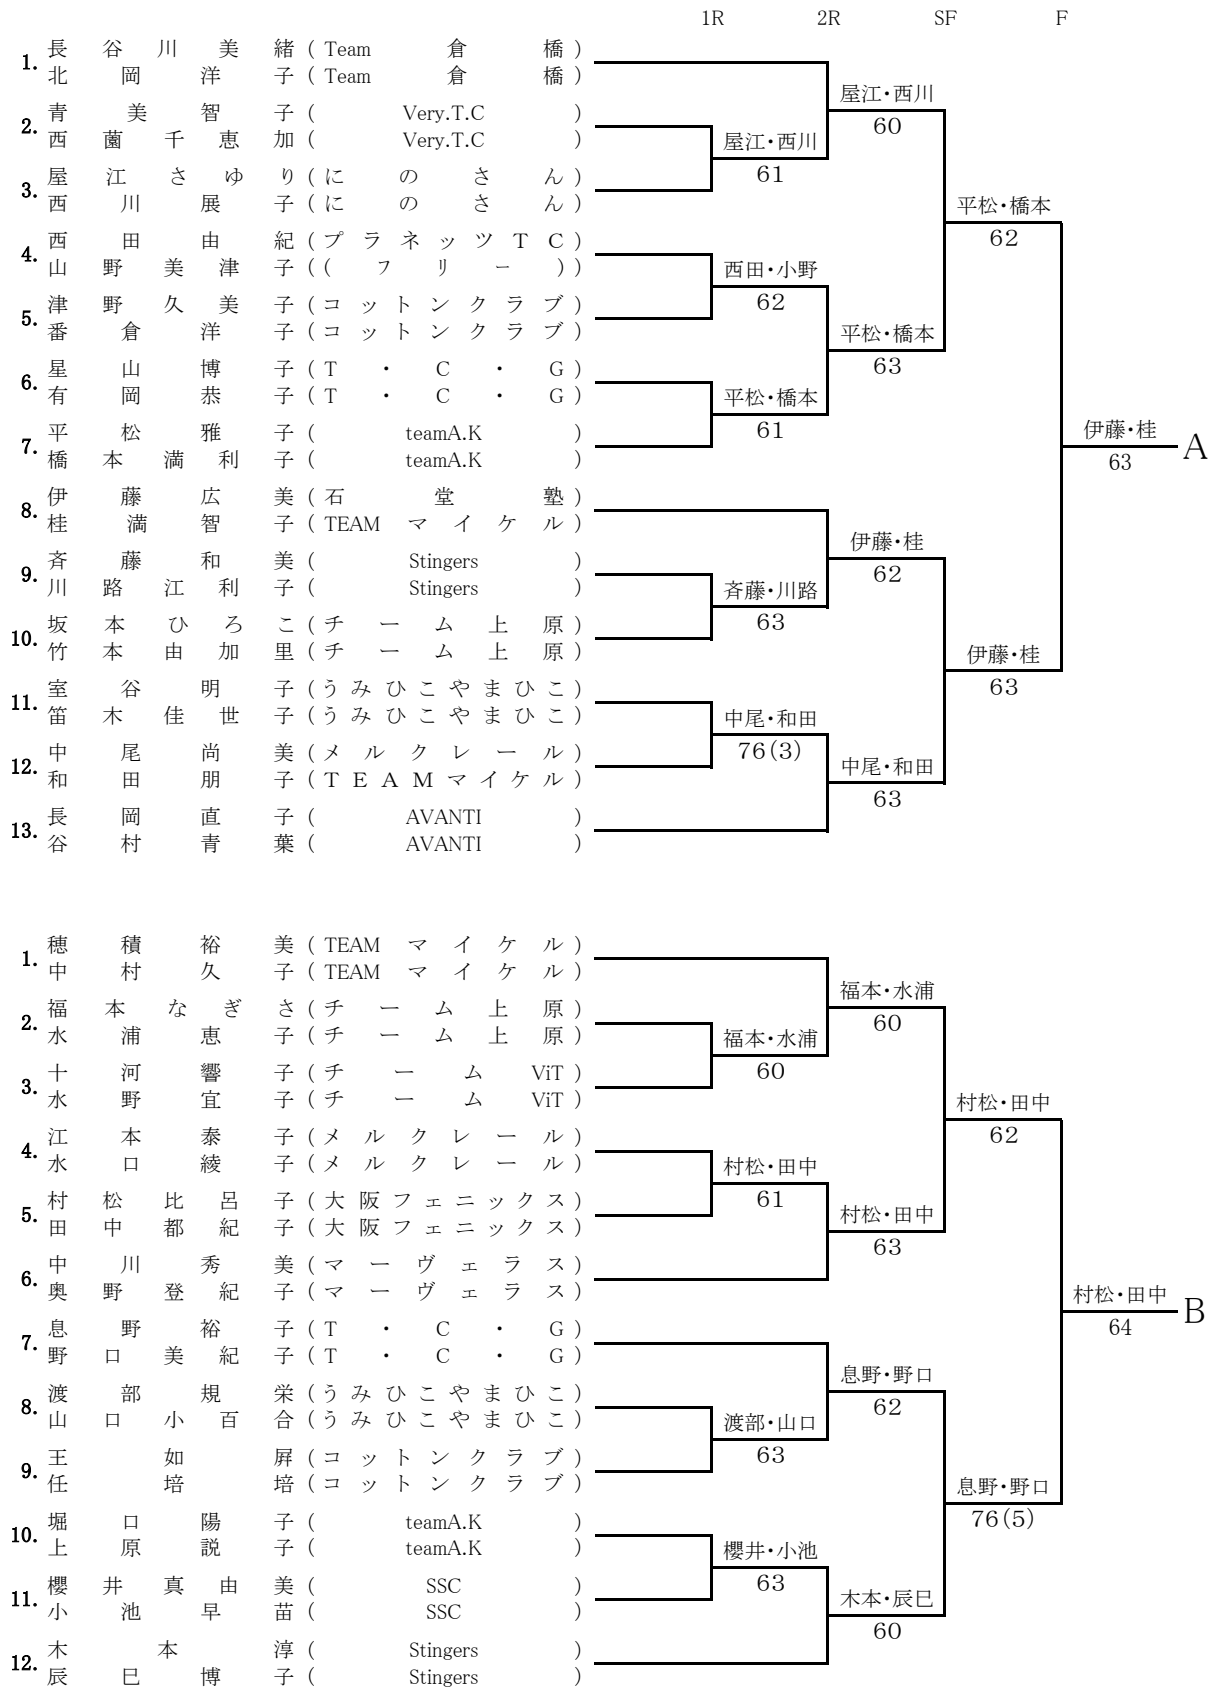 1R 2R SF F
1. 長谷川美緒 (Team 倉橋)
北岡洋子 (Team 倉橋)
屋江・西川
60
2. 青美智子 (Very.T.C)
西薗千恵加 (Very.T.C)
屋江・西川
61
3. 屋江さゆり (にのさん)
西川展子 (にのさん)
平松・橋本
62
4. 西田由紀 (プラネッツTC)
山野美津子 ((フリー))
西田・小野
62
5. 津野久美子 (コットンクラブ)
番倉洋子 (コットンクラブ)
平松・橋本
63
6. 星山博子 (T・C・G)
有岡恭子 (T・C・G)
平松・橋本
61
7. 平松雅子 (teamA.K)
橋本満利子 (teamA.K)
伊藤・桂 A
63
8. 伊藤広美 (石堂塾)
桂満智子 (TEAMマイケル)
伊藤・桂
62
9. 斉藤和美 (Stingers)
川路江利子 (Stingers)
斉藤・川路
63
10. 坂本ひろこ (チーム上原)
竹本由加里 (チーム上原)
伊藤・桂
63
11. 室谷明子 (うみひこやまひこ)
笛木佳世子 (うみひこやまひこ)
中尾・和田
76(3)
12. 中尾尚美 (メルクレール)
和田朋子 (TEAMマイケル)
中尾・和田
63
13. 長岡直子 (AVANTI)
谷村青葉 (AVANTI)
1. 穂積裕美 (TEAMマイケル)
中村久子 (TEAMマイケル)
福本・水浦
60
2. 福本なぎさ (チーム上原)
水浦恵子 (チーム上原)
福本・水浦
60
3. 十河響子 (チームViT)
水野宜子 (チームViT)
村松・田中
62
4. 江本泰子 (メルクレール)
水口綾子 (メルクレール)
村松・田中
61
5. 村松比呂子 (大阪フェニックス)
田中都紀子 (大阪フェニックス)
村松・田中
63
6. 中川秀美 (マーヴェラス)
奥野登紀子 (マーヴェラス)
村松・田中 B
64
7. 息野裕子 (T・C・G)
野口美紀子 (T・C・G)
息野・野口
62
8. 渡部規栄 (うみひこやまひこ)
山口小百合 (うみひこやまひこ)
渡部・山口
63
9. 王如屏 (コットンクラブ)
任培培 (コットンクラブ)
息野・野口
76(5)
10. 堀口陽子 (teamA.K)
上原説子 (teamA.K)
櫻井・小池
63
11. 櫻井真由美 (SSC)
小池早苗 (SSC)
木本・辰巳
60
12. 木本淳 (Stingers)
辰巳博子 (Stingers)